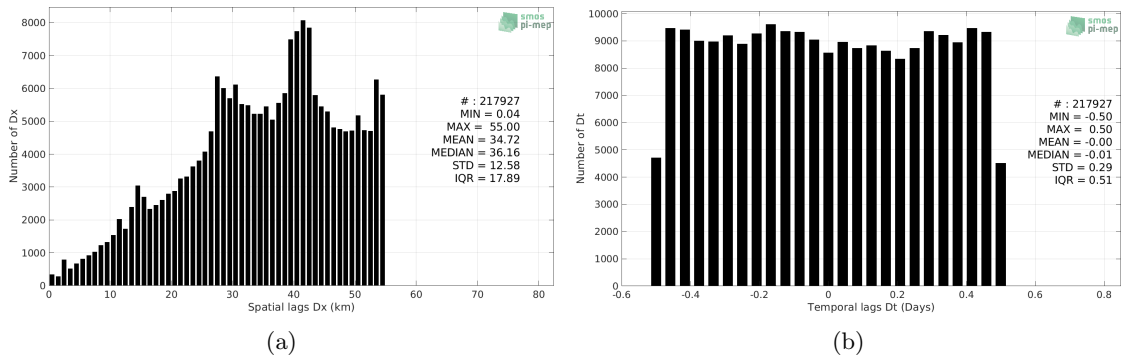 smos
pi-mep
8000
7000
6000
5000
4000
3000
2000
1000
0
Number of Dx
# : 217927
MIN = 0.04
MAX = 55.00
MEAN = 34.72
MEDIAN = 36.16
STD = 12.58
IQR = 17.89
0 10 20 30 40 50 60 70 80
Spatial lags Dx (km)
(a)
smos
pi-mep
10000
9000
8000
7000
6000
5000
4000
3000
2000
1000
0
Number of Dt
# : 217927
MIN = -0.50
MAX = 0.50
MEAN = -0.00
MEDIAN = -0.01
STD = 0.29
IQR = 0.51
-0.6 -0.4 -0.2 0 0.2 0.4 0.6 0.8
Temporal lags Dt (Days)
(b)